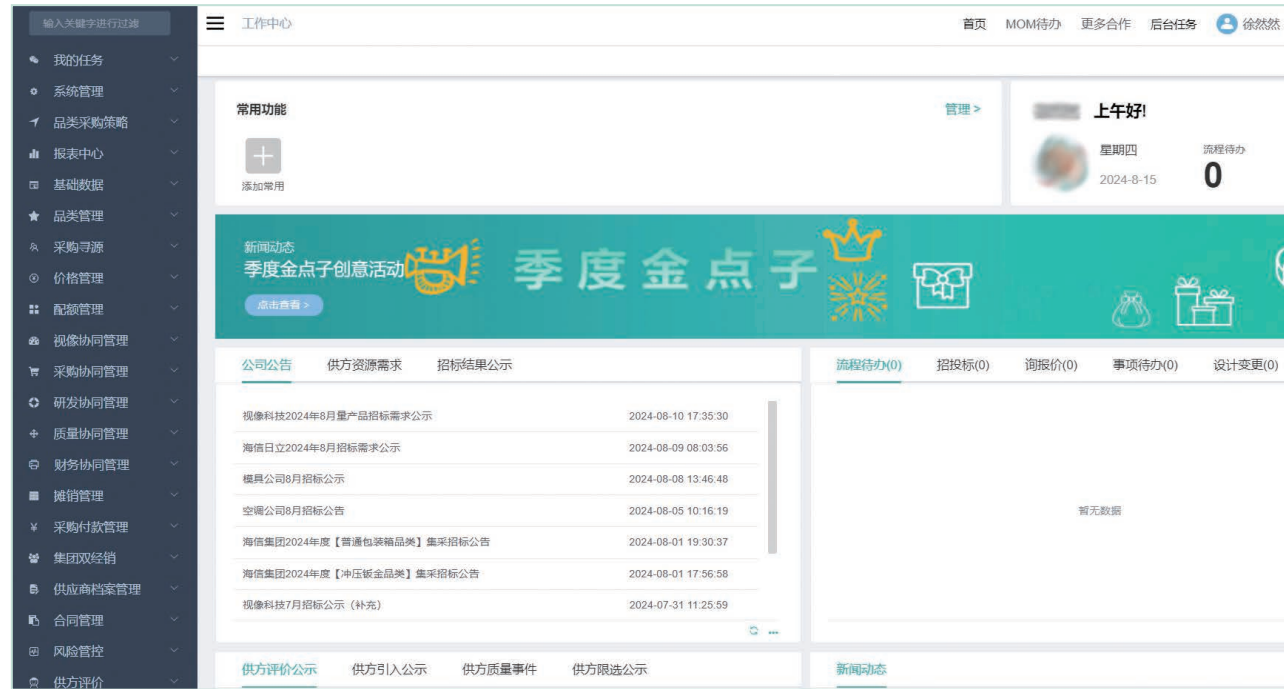 输入关键字进行过滤
工作中心
首页 MOM待办 更多合作 后台任务 徐然然
我的任务
系统管理
品类采购策略
报表中心
基础数据
品类管理
采购寻源
价格管理
配额管理
视像协同管理
采购协同管理
研发协同管理
质量协同管理
财务协同管理
摊销管理
采购付款管理
集团双经销
供应商档案管理
合同管理
风险管控
供方评价
常用功能
管理 >
添加常用
上午好!
星期四
2024-8-15
流程待办
0
新闻动态
季度金点子创意活动
点击查看 >
季度金点子
公司公告 供方资源需求 招标结果公示
视像科技2024年8月量产品招标需求公示 2024-08-10 17:35:30
海信日立2024年8月招标需求公示 2024-08-09 08:03:56
模具公司8月招标公示 2024-08-08 13:46:48
空调公司8月招标公告 2024-08-05 10:16:19
海信集团2024年度【普通包装箱品类】集采招标公告 2024-08-01 19:30:37
海信集团2024年度【冲压钣金品类】集采招标公告 2024-08-01 17:56:58
视像科技7月招标公示（补充） 2024-07-31 11:25:59
流程待办(0) 招投标(0) 询报价(0) 事项待办(0) 设计变更(0)
暂无数据
供方评价公示 供方引入公示 供方质量事件 供方限选公示
新闻动态